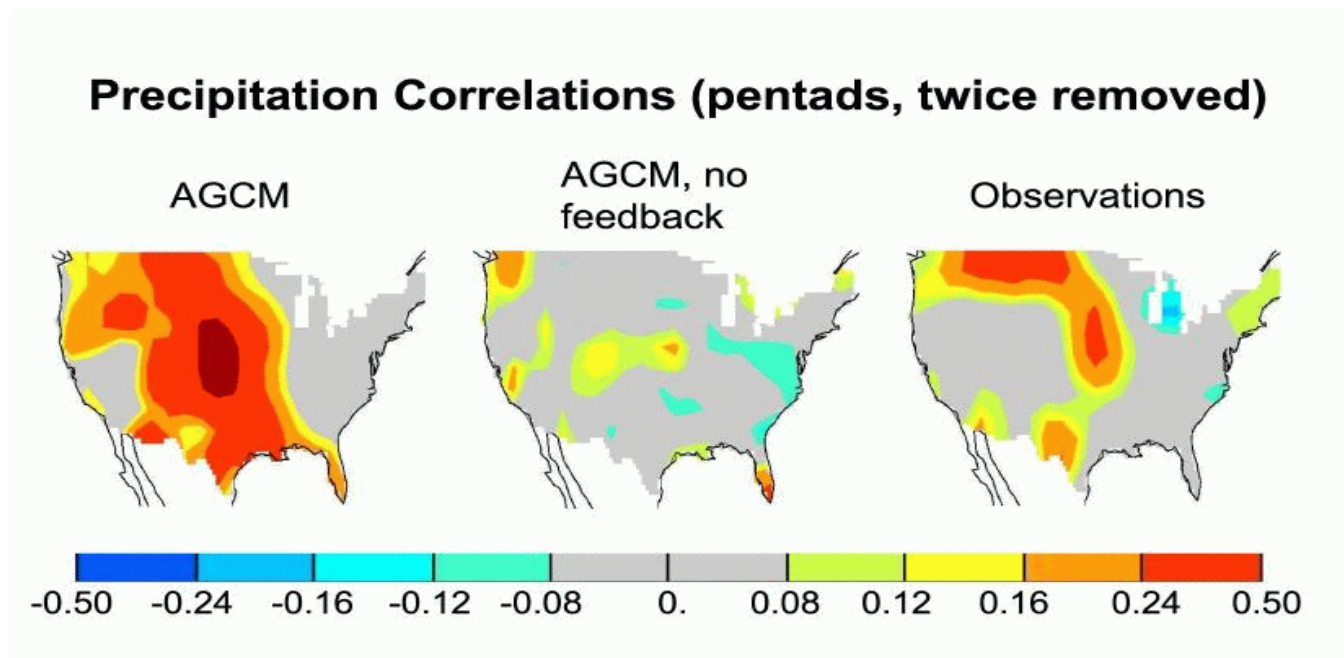 Precipitation Correlations (pentads, twice removed)
AGCM
AGCM, no
feedback
Observations
-0.50 -0.24 -0.16 -0.12 -0.08 0. 0.08 0.12 0.16 0.24 0.50